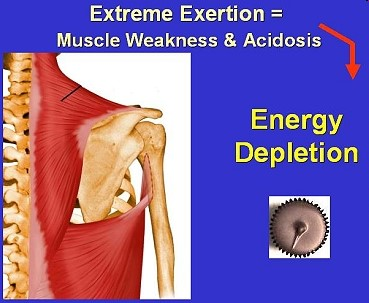 Extreme Exertion =
Muscle Weakness & Acidosis
Energy
Depletion